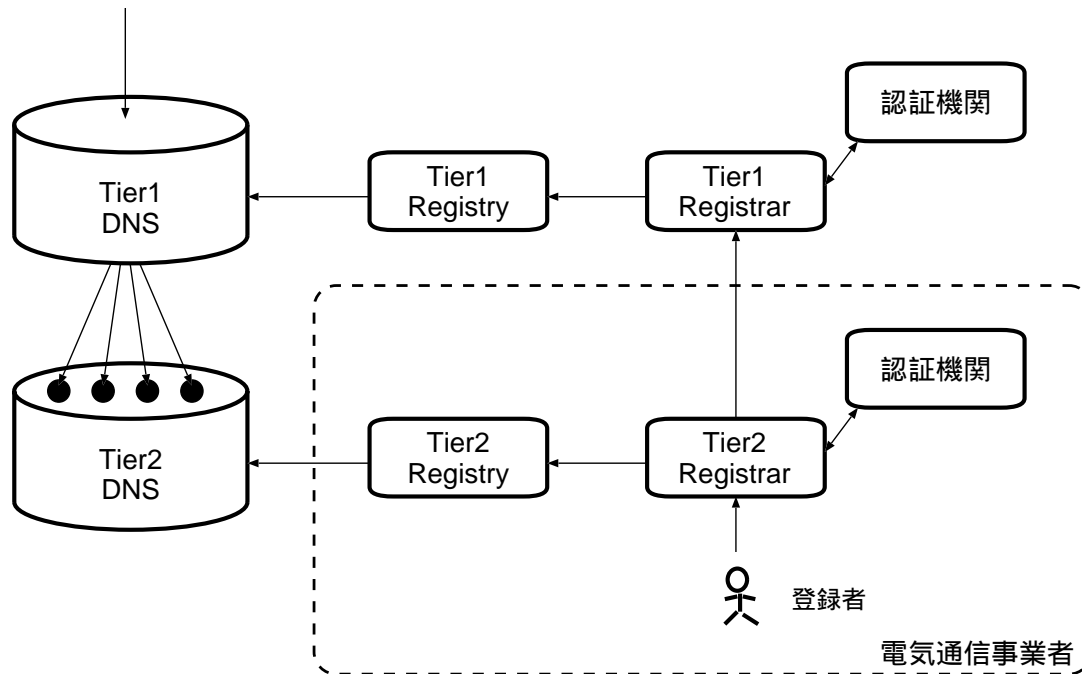 認証機関
Tier1
DNS
Tier1
Registry
Tier1
Registrar
認証機関
Tier2
DNS
Tier2
Registry
Tier2
Registrar
登録者
電気通信事業者